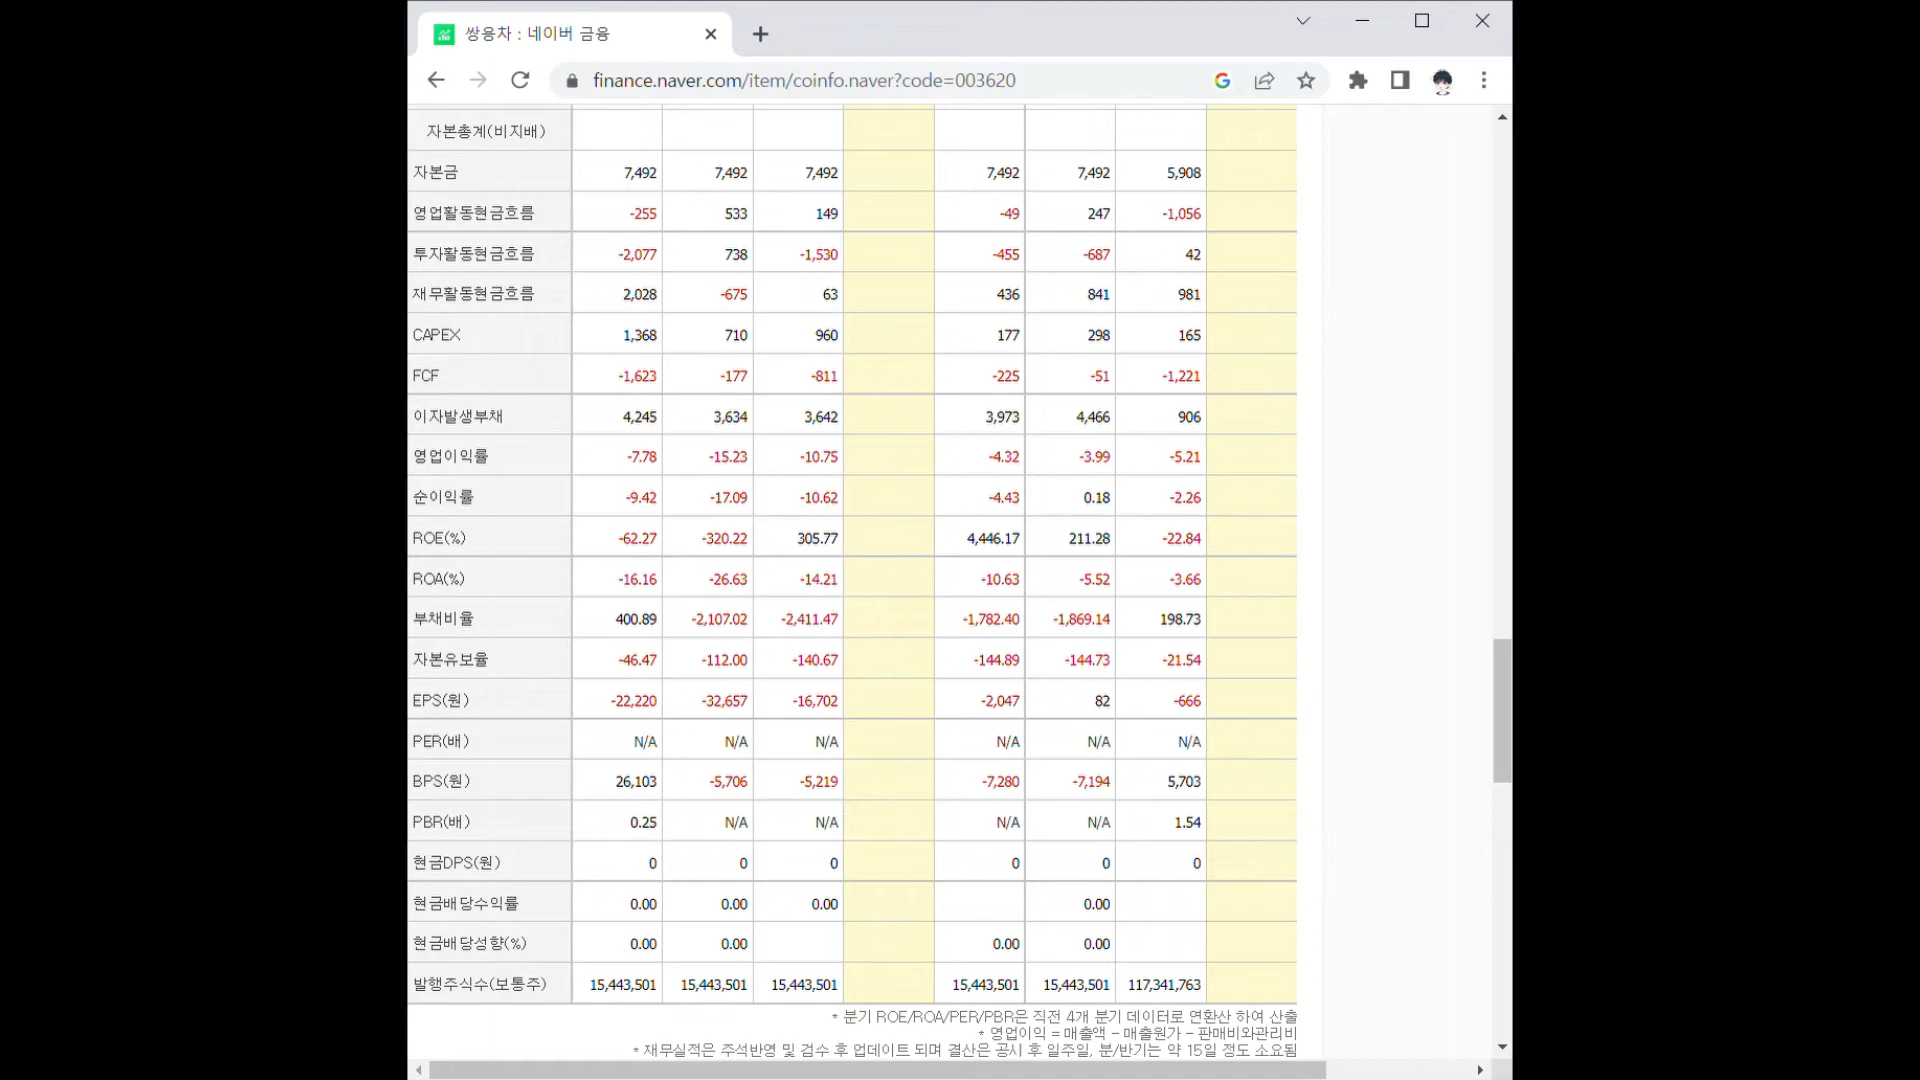 쌍용차 : 네이버 금융
finance.naver.com/item/coinfo.naver?code=003620
자본총계(비지배)
자본금 7,492 7,492 7,492 7,492 7,492 5,908
영업활동현금흐름 -255 533 149 -49 247 -1,056
투자활동현금흐름 -2,077 738 -1,530 -455 -687 42
재무활동현금흐름 2,028 -675 63 436 841 981
CAPEX 1,368 710 960 177 298 165
FCF -1,623 -177 -811 -225 -51 -1,221
이자발생부채 4,245 3,634 3,642 3,973 4,466 906
영업이익률 -7.78 -15.23 -10.75 -4.32 -3.99 -5.21
순이익률 -9.42 -17.09 -10.62 -4.43 0.18 -2.26
ROE(%) -62.27 -320.22 305.77 4,446.17 211.28 -22.84
ROA(%) -16.16 -26.63 -14.21 -10.63 -5.52 -3.66
부채비율 400.89 -2,107.02 -2,411.47 -1,782.40 -1,869.14 198.73
자본유보율 -46.47 -112.00 -140.67 -144.89 -144.73 -21.54
EPS(원) -22,220 -32,657 -16,702 -2,047 82 -666
PER(배) N/A N/A N/A N/A N/A N/A
BPS(원) 26,103 -5,706 -5,219 -7,280 -7,194 5,703
PBR(배) 0.25 N/A N/A N/A N/A 1.54
현금DPS(원) 0 0 0 0 0 0
현금배당수익률 0.00 0.00 0.00 0.00
현금배당성향(%) 0.00 0.00 0.00 0.00
발행주식수(보통주) 15,443,501 15,443,501 15,443,501 15,443,501 15,443,501 117,341,763
* 분기 ROE/ROA/PER/PBR은 직전 4개 분기 데이터로 연환산 하여 산출
* 영업이익 = 매출액 - 매출원가 - 판매비와관리비
* 재무실적은 주석반영 및 검수 후 업데이트 되며 결산은 공시 후 일주일, 분/반기는 약 15일 정도 소요됨